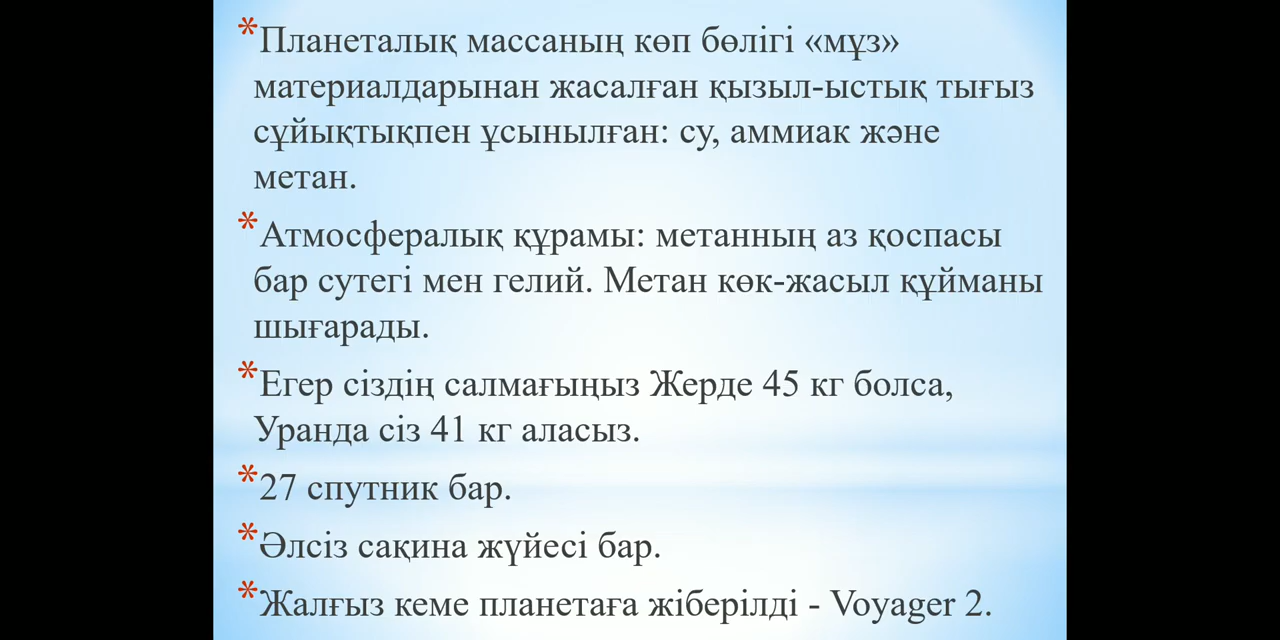 *Планеталық массаның көп бөлігі «мұз»
материалдарынан жасалған қызыл-ыстық тығыз
сұйықтықпен ұсынылған: су, аммиак және
метан.
*Атмосфералық құрамы: метанның аз қоспасы
бар сутегі мен гелий. Метан көк-жасыл құйманы
шығарады.
*Егер сіздің салмағыңыз Жерде 45 кг болса,
Уранда сіз 41 кг аласыз.
*27 спутник бар.
*Әлсіз сақина жүйесі бар.
*Жалғыз кеме планетаға жіберілді - Voyager 2.